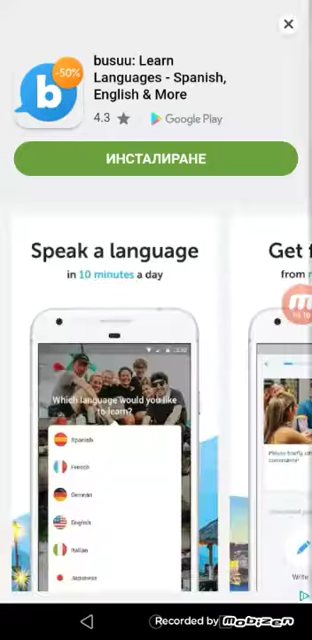 busuu: Learn
Languages - Spanish,
English & More
-50%
b
4.3
Google Play
ИНСТАЛИРАНЕ
Speak a language
in 10 minutes a day
Get
from
Which language would you like
to learn?
Spanish
French
German
English
Italian
Japanese
Write
Recorded by Mobizen